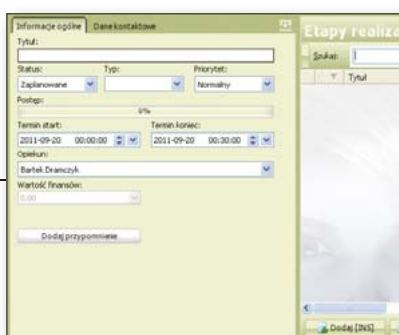 Informacje ogólne Dane kontaktowe
Tytuł:
Status: Typ: Priorytet:
Zaplanowane Normalny
Postęp:
0%
Termin start: Termin koniec:
2011-09-20 00:00:00 2011-09-20 00:30:00
Opiekun:
Bartek Dramczyk
Wartość finansów:
0.00
Dodaj przypomnienie
Etapy realiza
Szukaj:
Tytuł
Dodaj [INS]